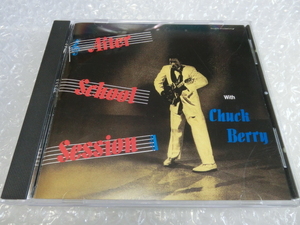 After
School
Session
With
Chuck
Berry